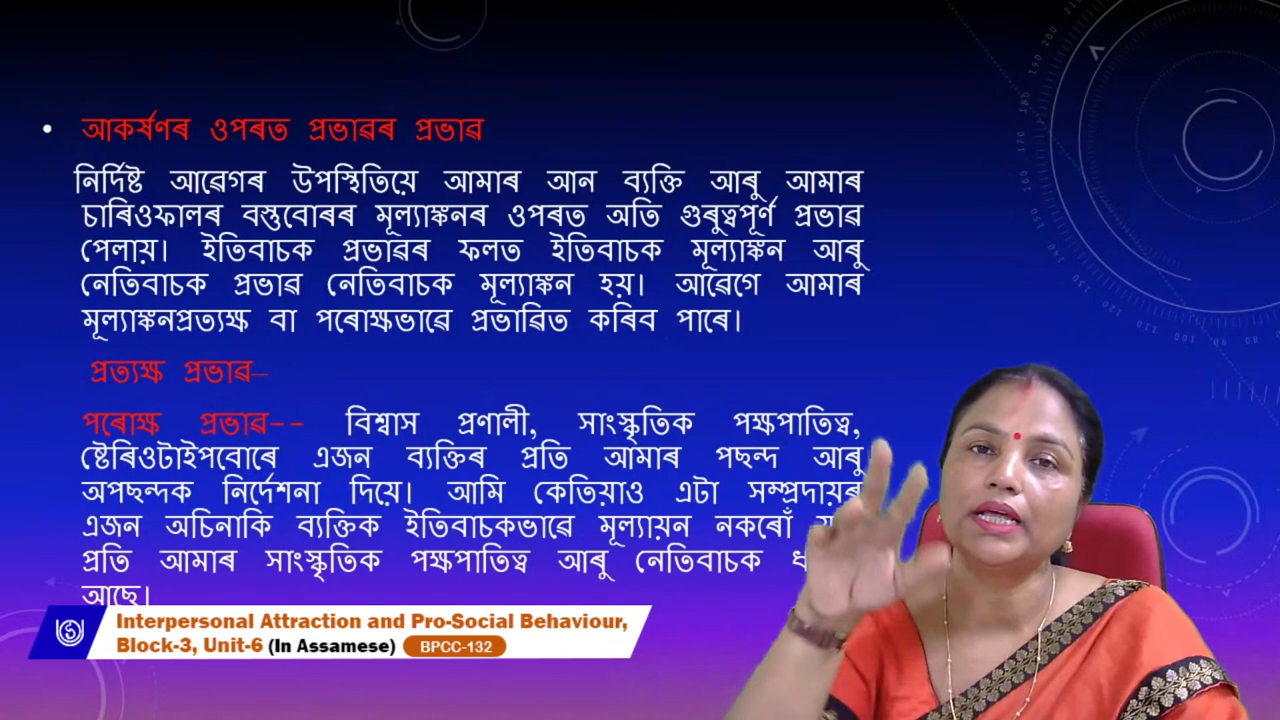 • আকৰ্ষণৰ ওপৰত প্ৰভাৱৰ প্ৰভাৱ
নিৰ্দিষ্ট আৱেগৰ উপস্থিতিয়ে আমাৰ আন ব্যক্তি আৰু আমাৰ
চাৰিওফালৰ বস্তুবোৰৰ মূল্যাঙ্কনৰ ওপৰত অতি গুৰুত্বপূৰ্ণ প্ৰভাৱ
পেলায়। ইতিবাচক প্ৰভাৱৰ ফলত ইতিবাচক মূল্যাঙ্কন আৰু
নেতিবাচক প্ৰভাৱ নেতিবাচক মূল্যাঙ্কন হয়। আৱেগে আমাৰ
মূল্যাঙ্কনপ্ৰত্যক্ষ বা পৰোক্ষভাৱে প্ৰভাৱিত কৰিব পাৰে।
প্ৰত্যক্ষ প্ৰভাৱ–
পৰোক্ষ প্ৰভাৱ-- বিশ্বাস প্ৰণালী, সাংস্কৃতিক পক্ষপাতিত্ব,
ষ্টেৰিওটাইপবোৰে এজন ব্যক্তিৰ প্ৰতি আমাৰ পছন্দ আৰু
অপছন্দক নিৰ্দেশনা দিয়ে। আমি কেতিয়াও এটা সম্প্ৰদায়ৰ
এজন অচিনাকি ব্যক্তিক ইতিবাচকভাৱে মূল্যায়ন নকৰোঁ
প্ৰতি আমাৰ সাংস্কৃতিক পক্ষপাতিত্ব আৰু নেতিবাচক
আছে।
Interpersonal Attraction and Pro-Social Behaviour,
Block-3, Unit-6 (In Assamese) BPCC-132